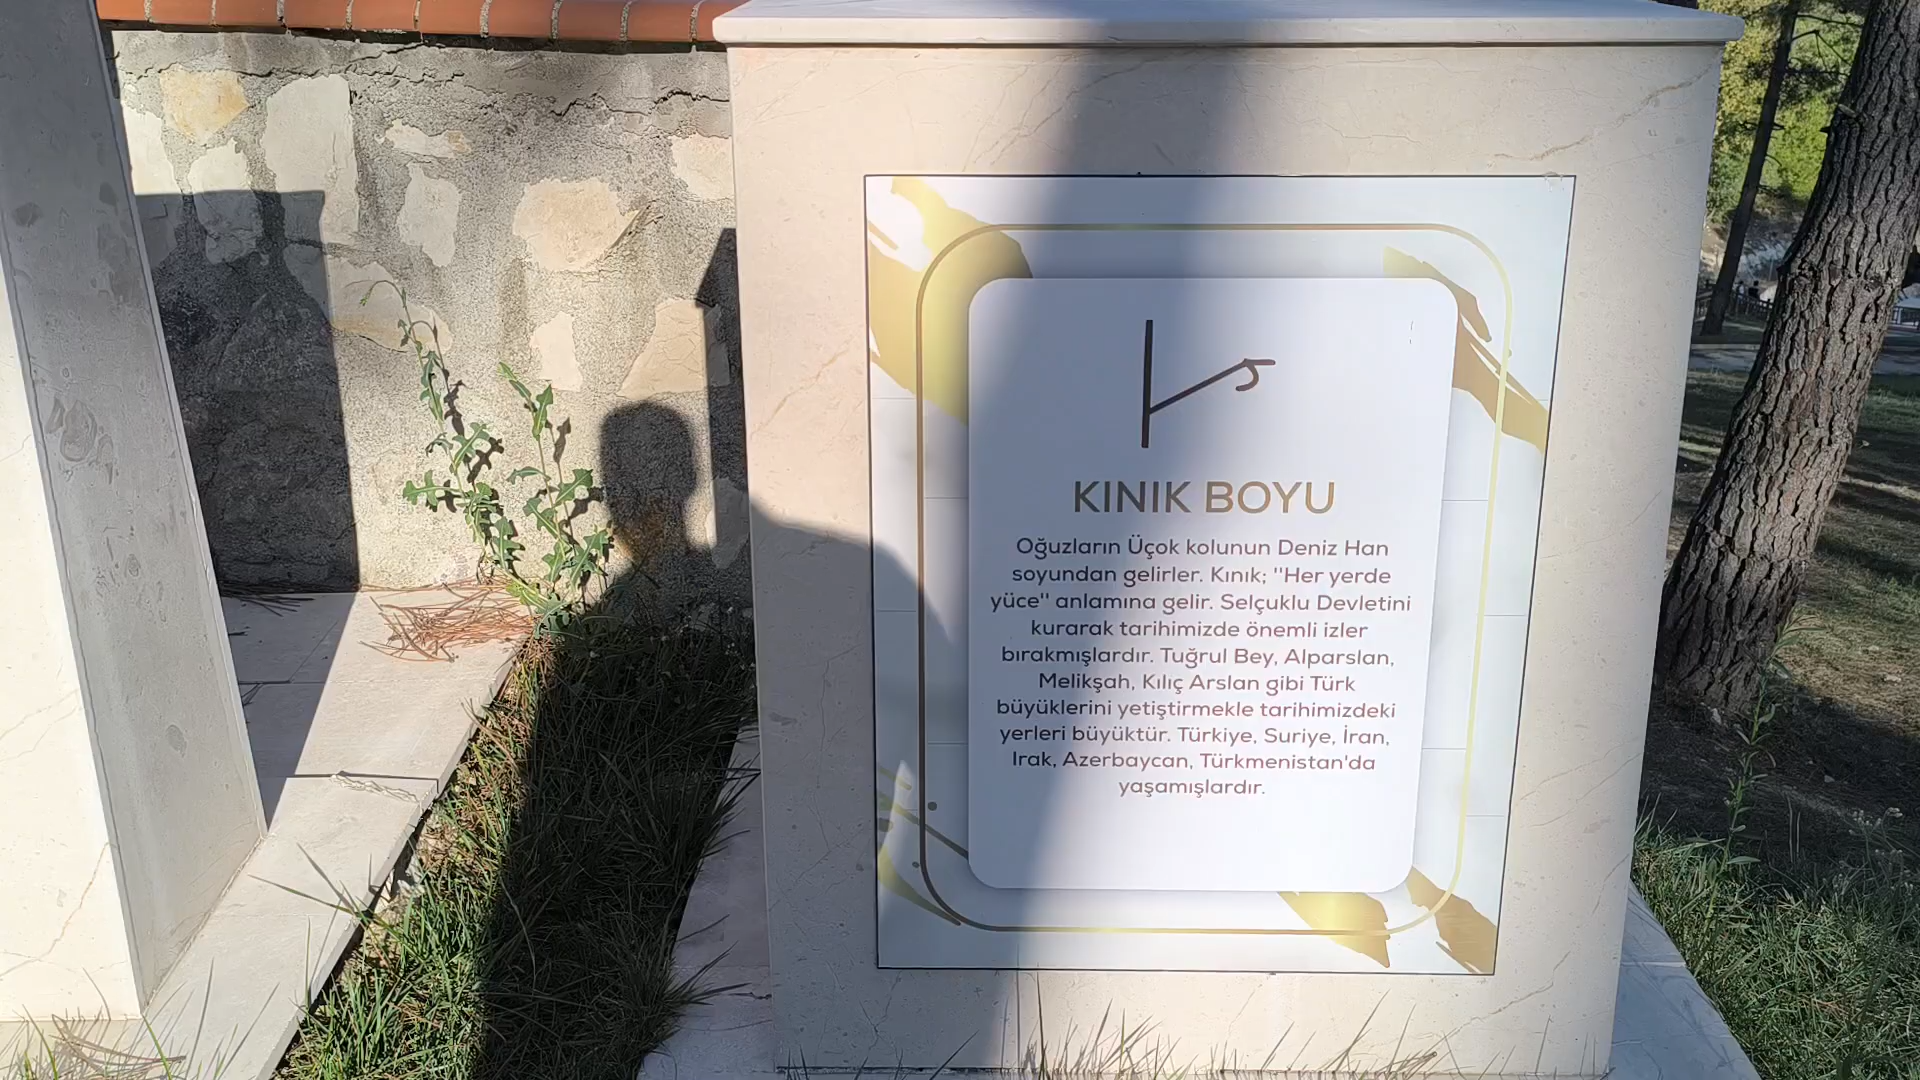 KINIK BOYU
Oğuzların Üçok kolunun Deniz Han
soyundan gelirler. Kınık; "Her yerde
yüce" anlamına gelir. Selçuklu Devletini
kurarak tarihimizde önemli izler
bırakmışlardır. Tuğrul Bey, Alparslan,
Melikşah, Kılıç Arslan gibi Türk
büyüklerini yetiştirmekle tarihimizdeki
yerleri büyüktür. Türkiye, Suriye, İran,
Irak, Azerbaycan, Türkmenistan'da
yaşamışlardır.